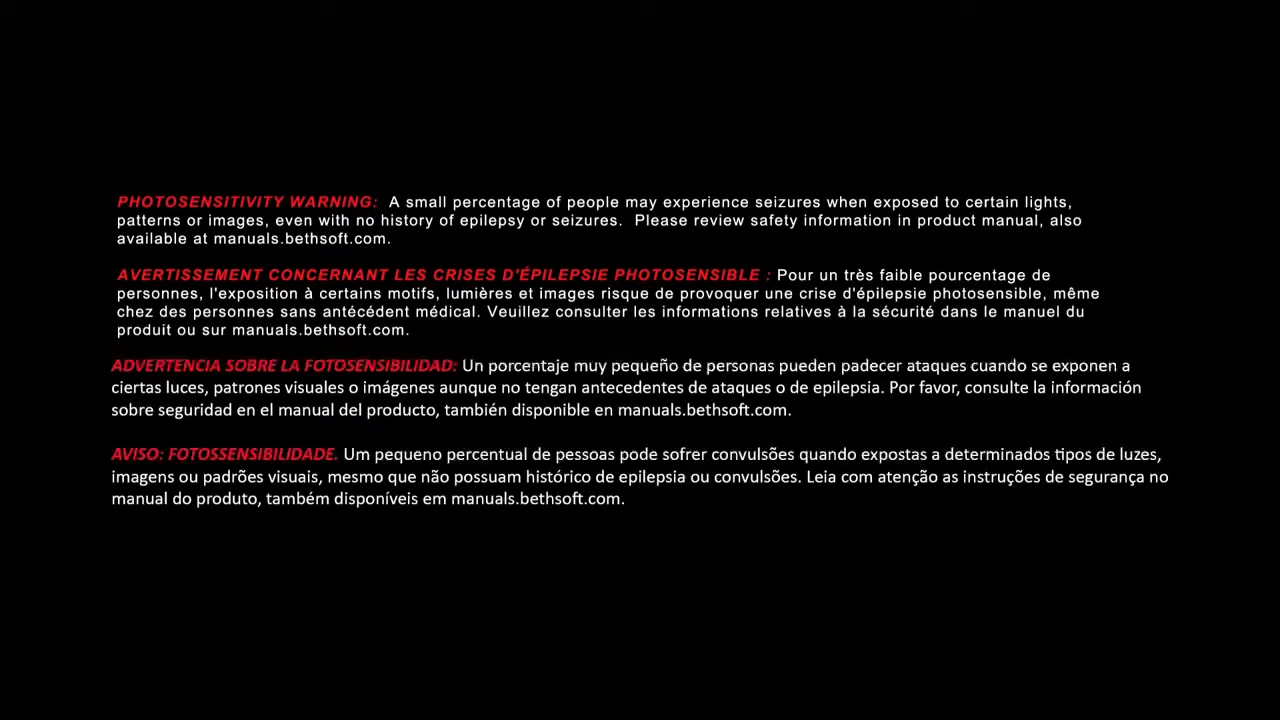 PHOTOSENSITIVITY WARNING: A small percentage of people may experience seizures when exposed to certain lights,
patterns or images, even with no history of epilepsy or seizures. Please review safety information in product manual, also
available at manuals.bethsoft.com.
AVERTISSEMENT CONCERNANT LES CRISES D'ÉPILEPSIE PHOTOSENSIBLE : Pour un très faible pourcentage de
personnes, l'exposition à certains motifs, lumières et images risque de provoquer une crise d'épilepsie photosensible, même
chez des personnes sans antécédent médical. Veuillez consulter les informations relatives à la sécurité dans le manuel du
produit ou sur manuals.bethsoft.com.
ADVERTENCIA SOBRE LA FOTOSENSIBILIDAD: Un porcentaje muy pequeño de personas pueden padecer ataques cuando se exponen a
ciertas luces, patrones visuales o imágenes aunque no tengan antecedentes de ataques o de epilepsia. Por favor, consulte la información
sobre seguridad en el manual del producto, también disponible en manuals.bethsoft.com.
AVISO: FOTOSSENSIBILIDADE. Um pequeno percentual de pessoas pode sofrer convulsões quando expostas a determinados tipos de luzes,
imagens ou padrões visuais, mesmo que não possuam histórico de epilepsia ou convulsões. Leia com atenção as instruções de segurança no
manual do produto, também disponíveis em manuals.bethsoft.com.